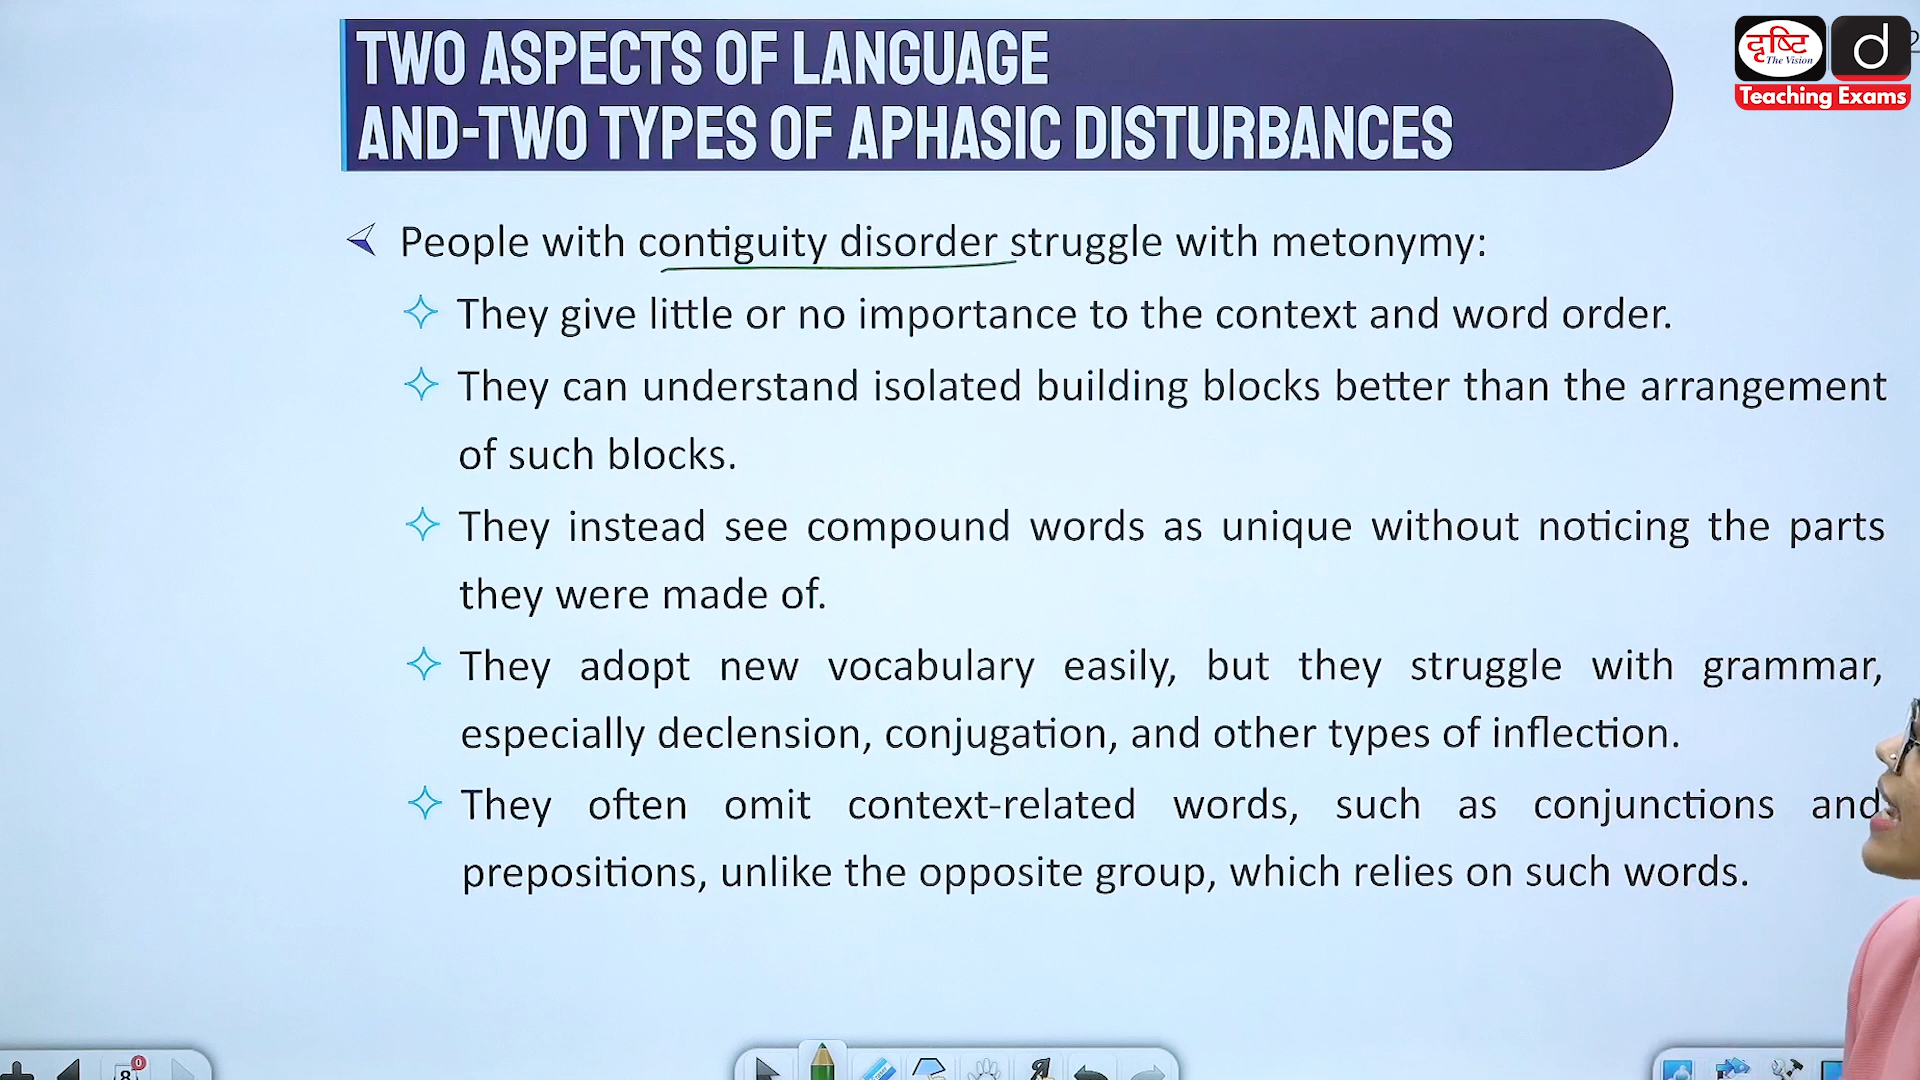 TWO ASPECTS OF LANGUAGE
AND-TWO TYPES OF APHASIC DISTURBANCES
दृष्टि
The Vision
d
2
Teaching Exams
People with contiguity disorder struggle with metonymy:
They give little or no importance to the context and word order.
They can understand isolated building blocks better than the arrangement
of such blocks.
They instead see compound words as unique without noticing the parts
they were made of.
They adopt new vocabulary easily, but they struggle with grammar,
especially declension, conjugation, and other types of inflection.
They often omit context-related words, such as conjunctions and
prepositions, unlike the opposite group, which relies on such words.
8
0